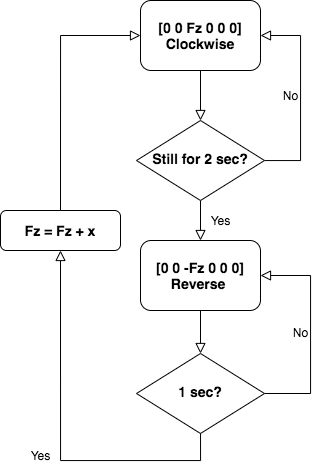 [0 0 Fz 0 0 0]
Clockwise
No
Still for 2 sec?
Yes
Fz = Fz + x
[0 0 -Fz 0 0 0]
Reverse
No
1 sec?
Yes